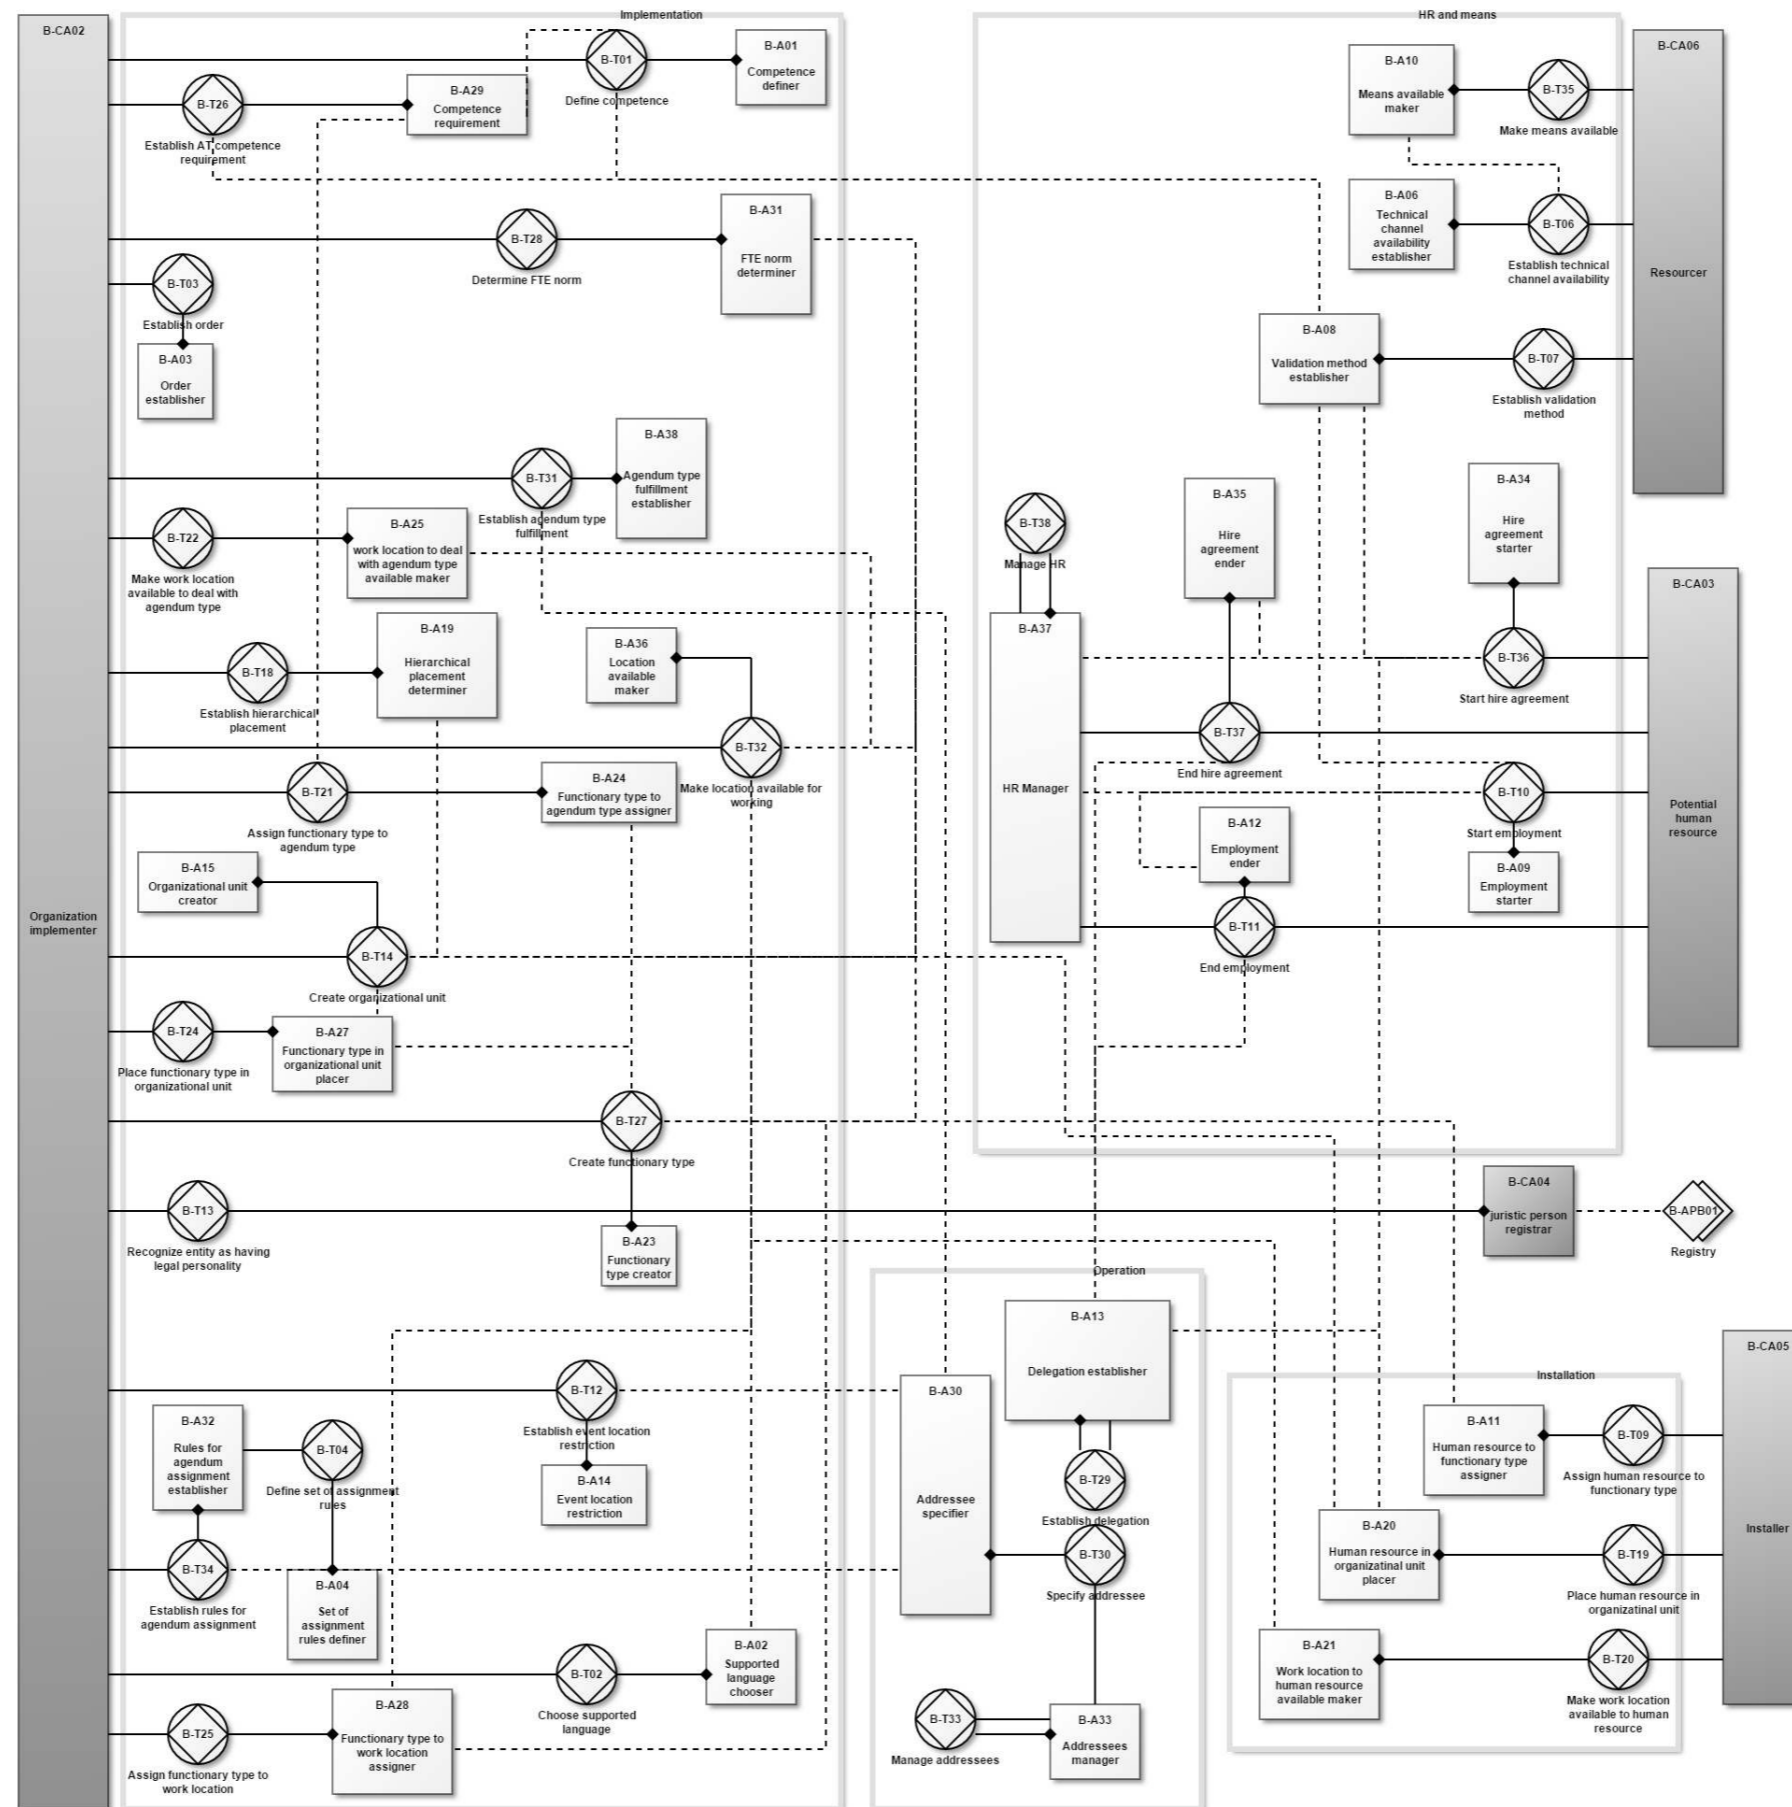 B-CA02
Organization
implementer
Implementation
B-T01
Define competence
B-A01
Competence
definer
B-T26
Establish AT competence
requirement
B-A29
Competence
requirement
B-T28
Determine FTE norm
B-A31
FTE norm
determiner
B-T03
Establish order
B-A03
Order
establisher
B-T31
Establish agendum type
fulfillment
B-A38
Agendum type
fulfillment
establisher
B-T22
Make work location
available to deal with
agendum type
B-A25
work location to deal
with agendum type
available maker
B-T18
Establish hierarchical
placement
B-A19
Hierarchical
placement
determiner
B-A36
Location
available
maker
B-T32
Make location available for
working
B-T21
Assign functionary type to
agendum type
B-A24
Functionary type to
agendum type assigner
B-A15
Organizational unit
creator
B-T14
Create organizational unit
B-T24
Place functionary type in
organizational unit
B-A27
Functionary type in
organizational unit
placer
B-T27
Create functionary type
B-T13
Recognize entity as having
legal personality
B-A23
Functionary
type creator
B-T12
Establish event location
restriction
B-A14
Event location
restriction
B-A32
Rules for
agendum
assignment
establisher
B-T04
Define set of assignment
rules
B-T34
Establish rules for
agendum assignment
B-A04
Set of
assignment
rules definer
B-T02
Choose supported
language
B-A02
Supported
language
chooser
B-T25
Assign functionary type to
work location
B-A28
Functionary type to
work location
assigner
HR and means
B-A10
Means available
maker
B-T35
Make means available
B-CA06
Resourcer
B-A06
Technical
channel
availability
establisher
B-T06
Establish technical
channel availability
B-A08
Validation method
establisher
B-T07
Establish validation
method
B-T38
Manage HR
B-A37
HR Manager
B-A35
Hire
agreement
ender
B-A34
Hire
agreement
starter
B-CA03
Potential
human
resource
B-T36
Start hire agreement
B-T37
End hire agreement
B-T10
Start employment
B-A12
Employment
ender
B-A09
Employment
starter
B-T11
End employment
B-CA04
juristic person
registrar
B-APB01
Registry
Operation
B-A13
Delegation establisher
B-A30
Addressee
specifier
B-T29
Establish delegation
B-T30
Specify addressee
B-T33
Manage addressees
B-A33
Addressees
manager
Installation
B-CA05
Installer
B-A11
Human resource to
functionary type
assigner
B-T09
Assign human resource to
functionary type
B-A20
Human resource in
organizatinal unit
placer
B-T19
Place human resource in
organizatinal unit
B-A21
Work location to
human resource
available maker
B-T20
Make work location
available to human
resource